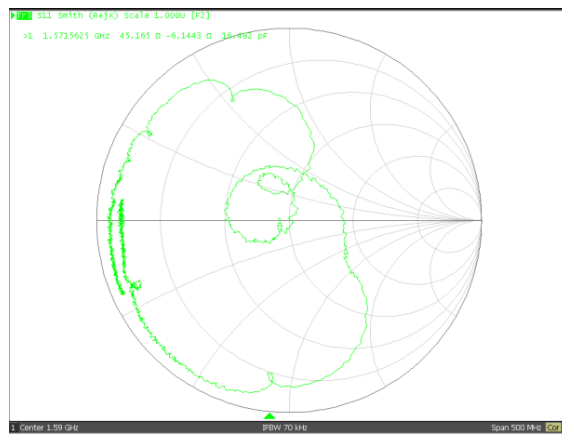 Tr1 S11 Smith (R+jX) Scale 1.000U [F2]
>1 1.5715625 GHz 45.165 Ω -6.1443 Ω 16.482 pF
1 Center 1.59 GHz IFBW 70 kHz Span 500 MHz Cor